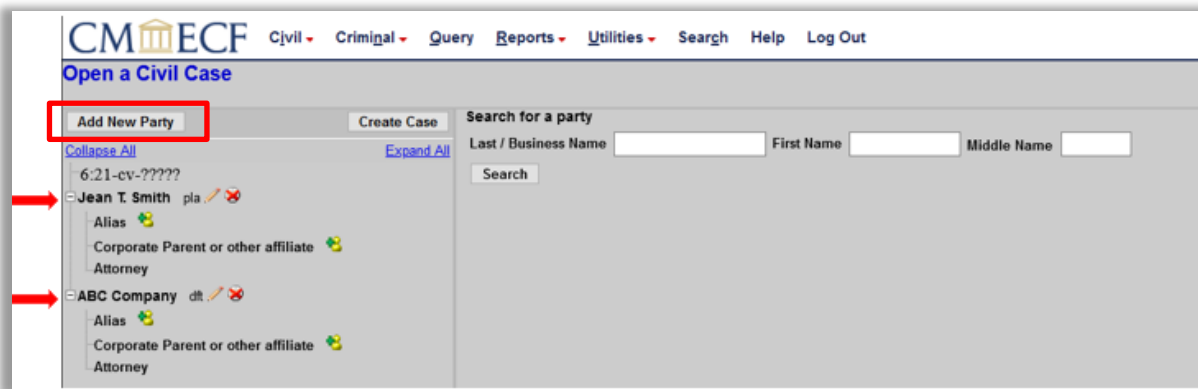 CM ECF Civil Criminal Query Reports Utilities Search Help Log Out
Open a Civil Case
Add New Party Create Case
Collapse All Expand All
6:21-cv-?????
Jean T. Smith pla
Alias
Corporate Parent or other affiliate
Attorney
ABC Company dft
Alias
Corporate Parent or other affiliate
Attorney
Search for a party
Last / Business Name First Name Middle Name
Search